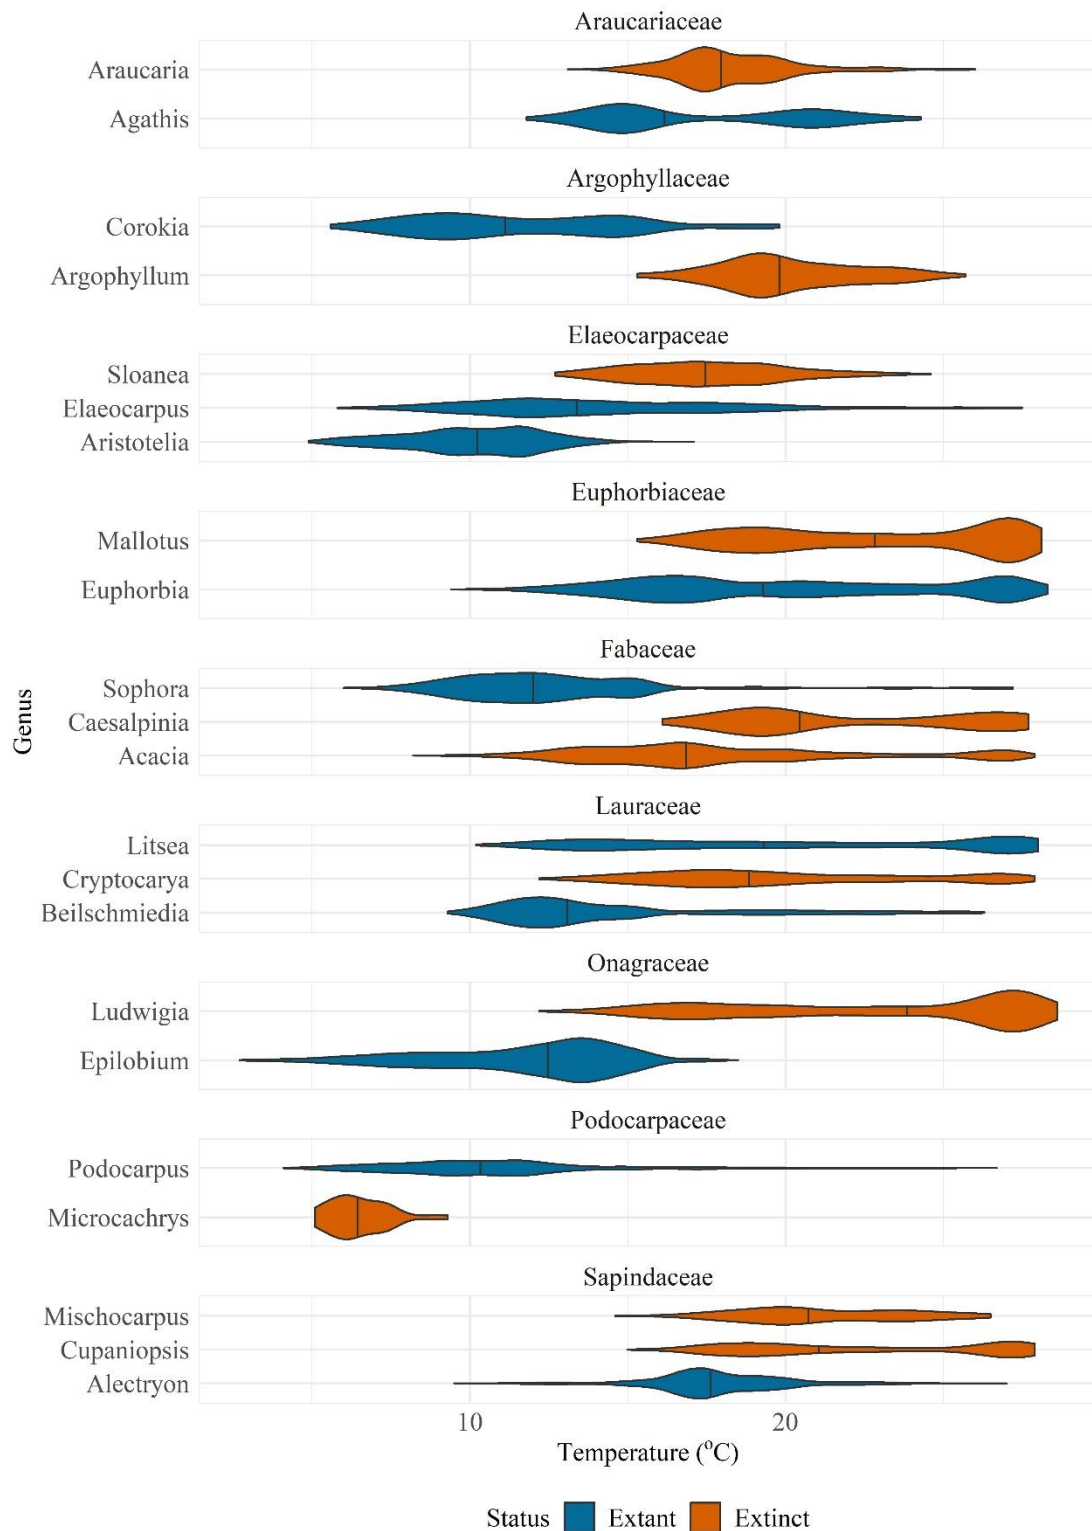 Araucariaceae
Araucaria
Agathis
Argophyllaceae
Corokia
Argophyllum
Elaeocarpaceae
Sloanea
Elaeocarpus
Aristotelia
Euphorbiaceae
Mallotus
Euphorbia
Fabaceae
Sophora
Caesalpinia
Acacia
Genus
Lauraceae
Litsea
Cryptocarya
Beilschmiedia
Onagraceae
Ludwigia
Epilobium
Podocarpaceae
Podocarpus
Microcachrys
Sapindaceae
Mischocarpus
Cupaniopsis
Alectryon
10 20
Temperature (°C)
Status Extant Extinct